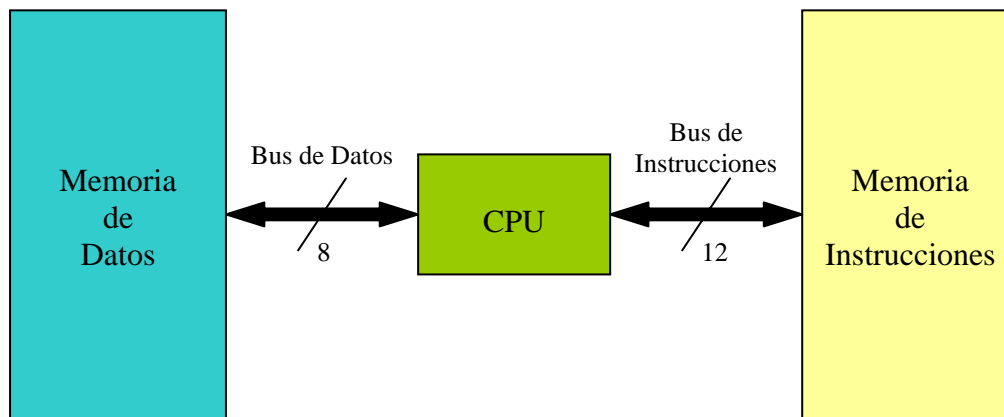 Memoria
de
Datos
Bus de Datos
8
CPU
Bus de
Instrucciones
12
Memoria
de
Instrucciones